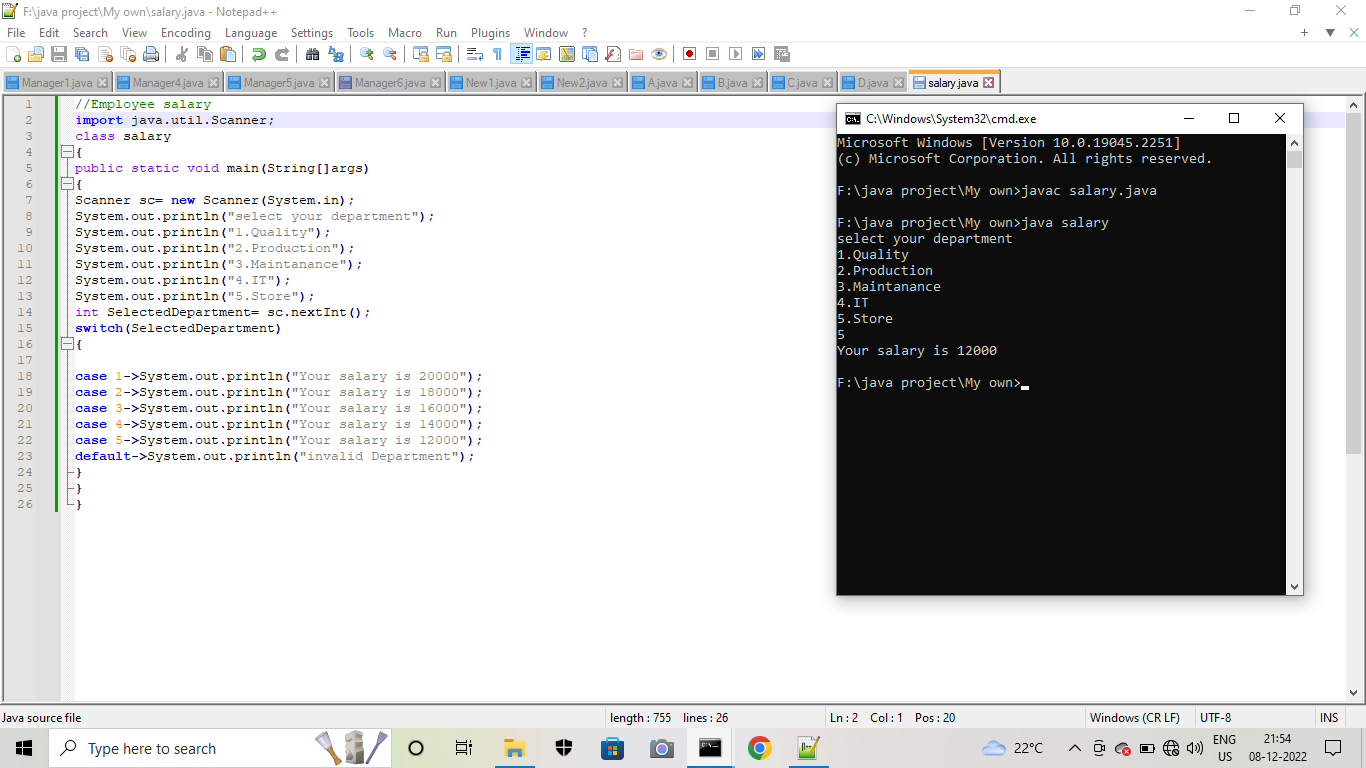 F:\java project\My own\salary.java - Notepad++
File Edit Search View Encoding Language Settings Tools Macro Run Plugins Window ?
Manager1.java Manager4.java Manager5.java Manager6.java New1.java New2.java A.java B.java C.java D.java salary.java
1 //Employee salary
2 import java.util.Scanner;
3 class salary
4 {
5 public static void main(String[]args)
6 {
7 Scanner sc= new Scanner(System.in);
8 System.out.println("select your department");
9 System.out.println("1.Quality");
10 System.out.println("2.Production");
11 System.out.println("3.Maintanance");
12 System.out.println("4.IT");
13 System.out.println("5.Store");
14 int SelectedDepartment= sc.nextInt();
15 switch(SelectedDepartment)
16 {
17
18 case 1->System.out.println("Your salary is 20000");
19 case 2->System.out.println("Your salary is 18000");
20 case 3->System.out.println("Your salary is 16000");
21 case 4->System.out.println("Your salary is 14000");
22 case 5->System.out.println("Your salary is 12000");
23 default->System.out.println("invalid Department");
24 }
25 }
26 }
C:\Windows\System32\cmd.exe
Microsoft Windows [Version 10.0.19045.2251]
(c) Microsoft Corporation. All rights reserved.
F:\java project\My own>javac salary.java
F:\java project\My own>java salary
select your department
1.Quality
2.Production
3.Maintanance
4.IT
5.Store
5
Your salary is 12000
F:\java project\My own>
Java source file length : 755 lines : 26 Ln : 2 Col : 1 Pos : 20 Windows (CR LF) UTF-8 INS
Type here to search 22°C ENG US 21:54 08-12-2022